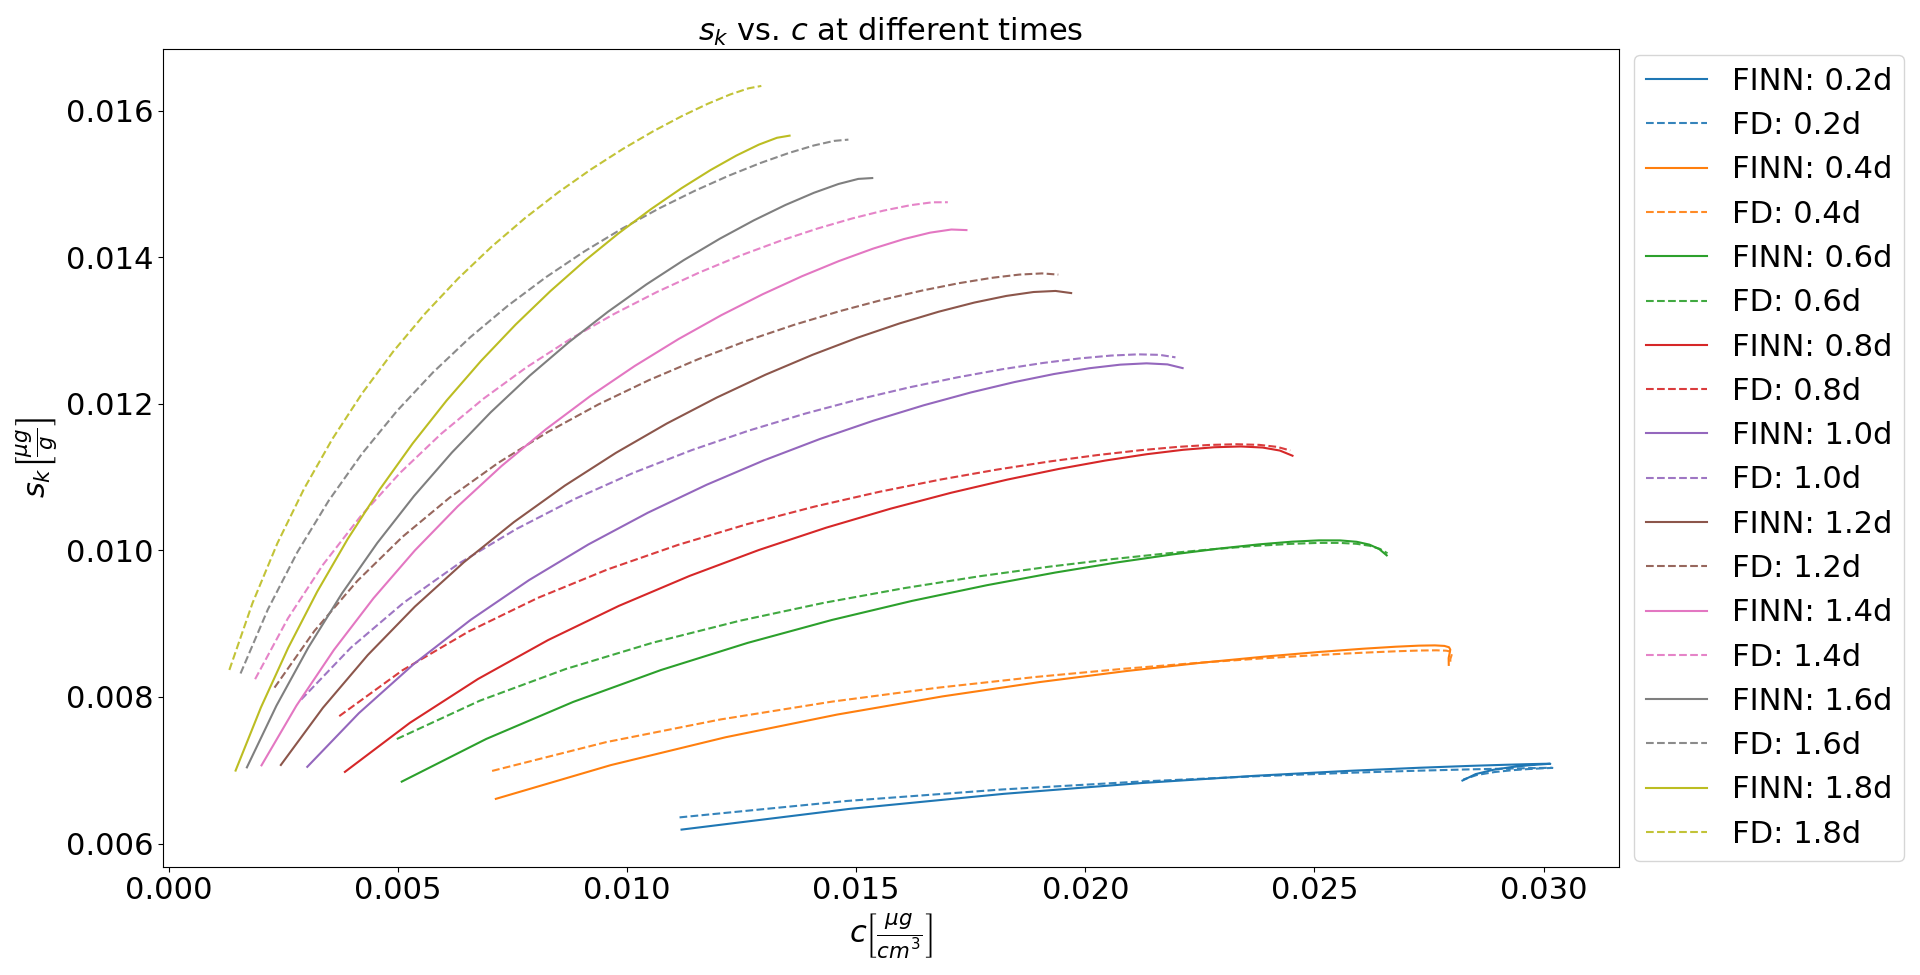 s_k vs. c at different times
s_k [μg/g]
0.016
0.014
0.012
0.010
0.008
0.006
0.000 0.005 0.010 0.015 0.020 0.025 0.030
c[μg/cm³]
FINN: 0.2d
FD: 0.2d
FINN: 0.4d
FD: 0.4d
FINN: 0.6d
FD: 0.6d
FINN: 0.8d
FD: 0.8d
FINN: 1.0d
FD: 1.0d
FINN: 1.2d
FD: 1.2d
FINN: 1.4d
FD: 1.4d
FINN: 1.6d
FD: 1.6d
FINN: 1.8d
FD: 1.8d